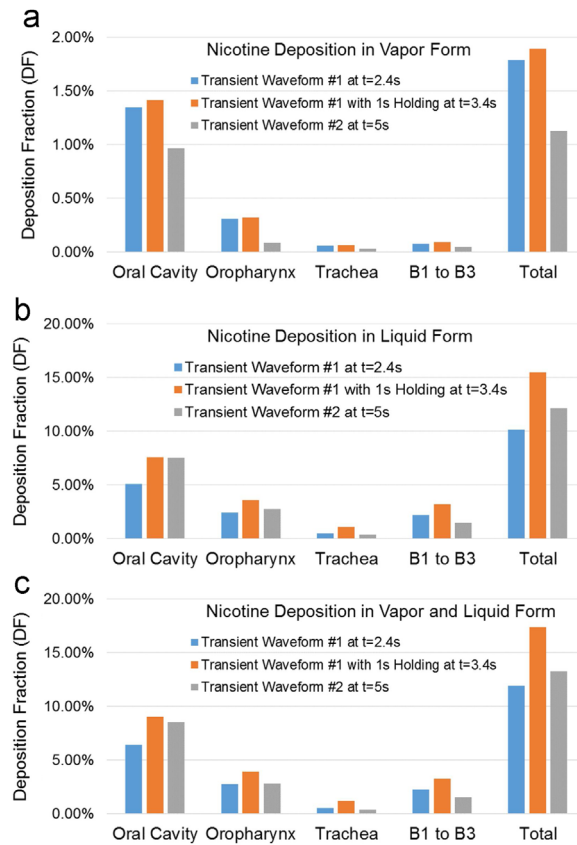 a
2.00%
Nicotine Deposition in Vapor Form
Transient Waveform #1 at t=2.4s
1.50%
Transient Waveform #1 with 1s Holding at t=3.4s
Transient Waveform #2 at t=5s
1.00%
0.50%
0.00%
Deposition Fraction (DF)
Oral Cavity Oropharynx Trachea B1 to B3 Total
b
20.00%
Nicotine Deposition in Liquid Form
Transient Waveform #1 at t=2.4s
15.00%
Transient Waveform #1 with 1s Holding at t=3.4s
Transient Waveform #2 at t=5s
10.00%
5.00%
0.00%
Deposition Fraction (DF)
Oral Cavity Oropharynx Trachea B1 to B3 Total
c
20.00%
Nicotine Deposition in Vapor and Liquid Form
Transient Waveform #1 at t=2.4s
15.00%
Transient Waveform #1 with 1s Holding at t=3.4s
Transient Waveform #2 at t=5s
10.00%
5.00%
0.00%
Deposition Fraction (DF)
Oral Cavity Oropharynx Trachea B1 to B3 Total